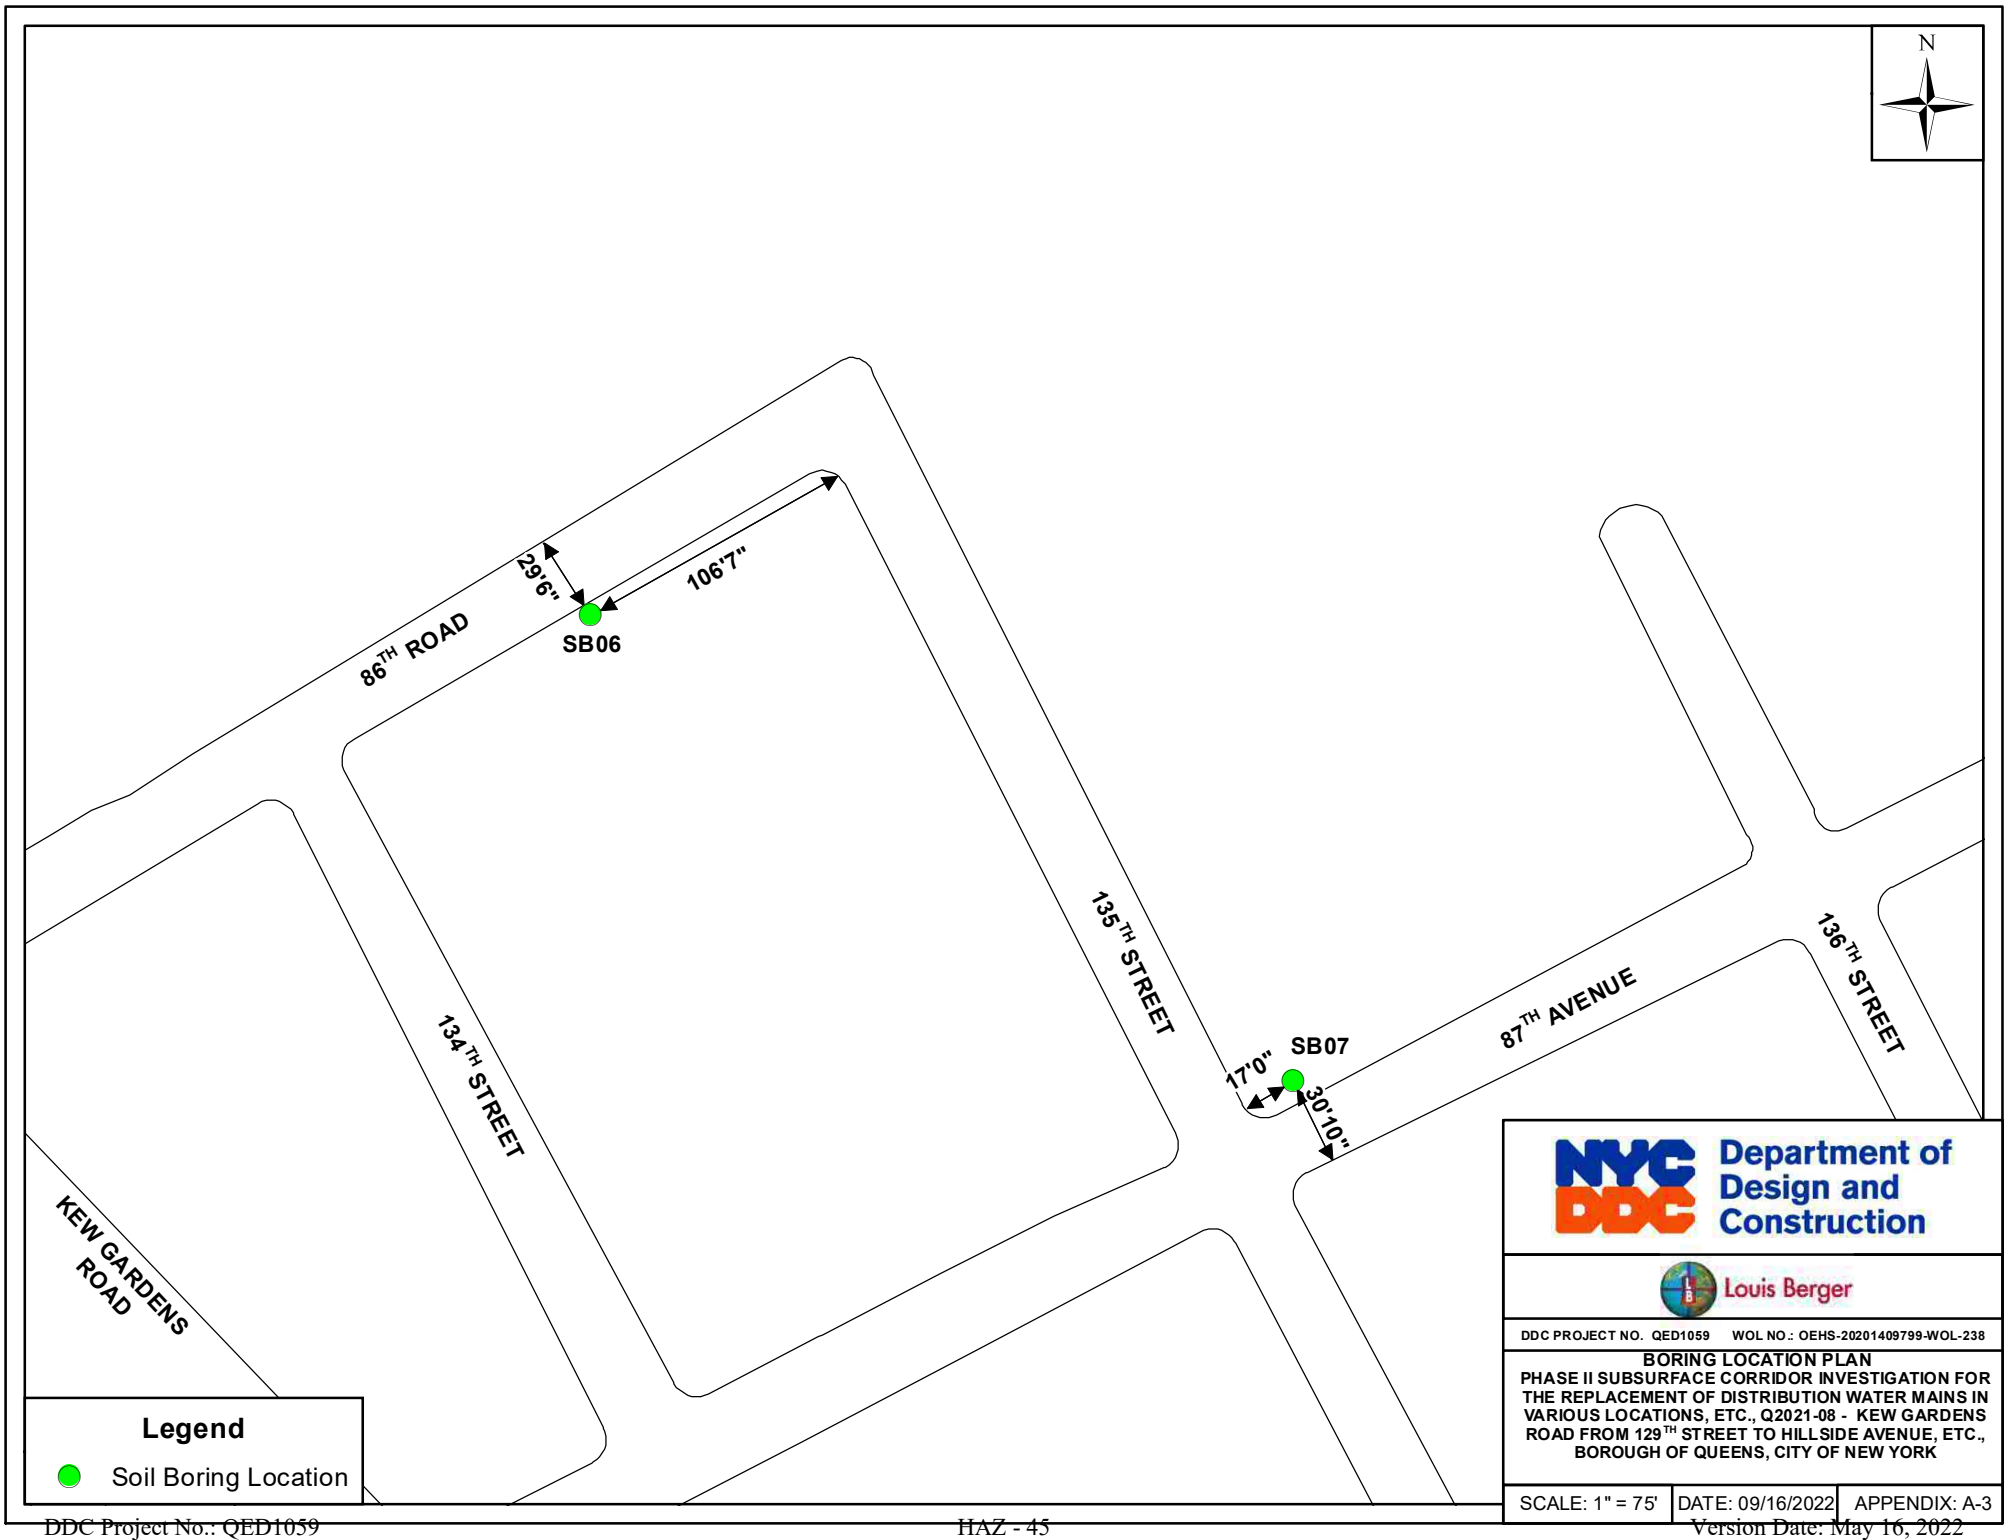 N
29'6"
106'7"
SB06
86TH ROAD
135TH STREET
136TH STREET
87TH AVENUE
SB07
17'0"
30'10"
134TH STREET
KEW GARDENS
ROAD
Legend
Soil Boring Location
NYC
DDC
Department of
Design and
Construction
LB
Louis Berger
DDC PROJECT NO. QED1059 WOL NO.: OEHS-20201409799-WOL-238
BORING LOCATION PLAN
PHASE II SUBSURFACE CORRIDOR INVESTIGATION FOR
THE REPLACEMENT OF DISTRIBUTION WATER MAINS IN
VARIOUS LOCATIONS, ETC., Q2021-08 - KEW GARDENS
ROAD FROM 129TH STREET TO HILLSIDE AVENUE, ETC.,
BOROUGH OF QUEENS, CITY OF NEW YORK
SCALE: 1" = 75' DATE: 09/16/2022 APPENDIX: A-3
DDC Project No.: QED1059 HAZ - 45 Version Date: May 16, 2022